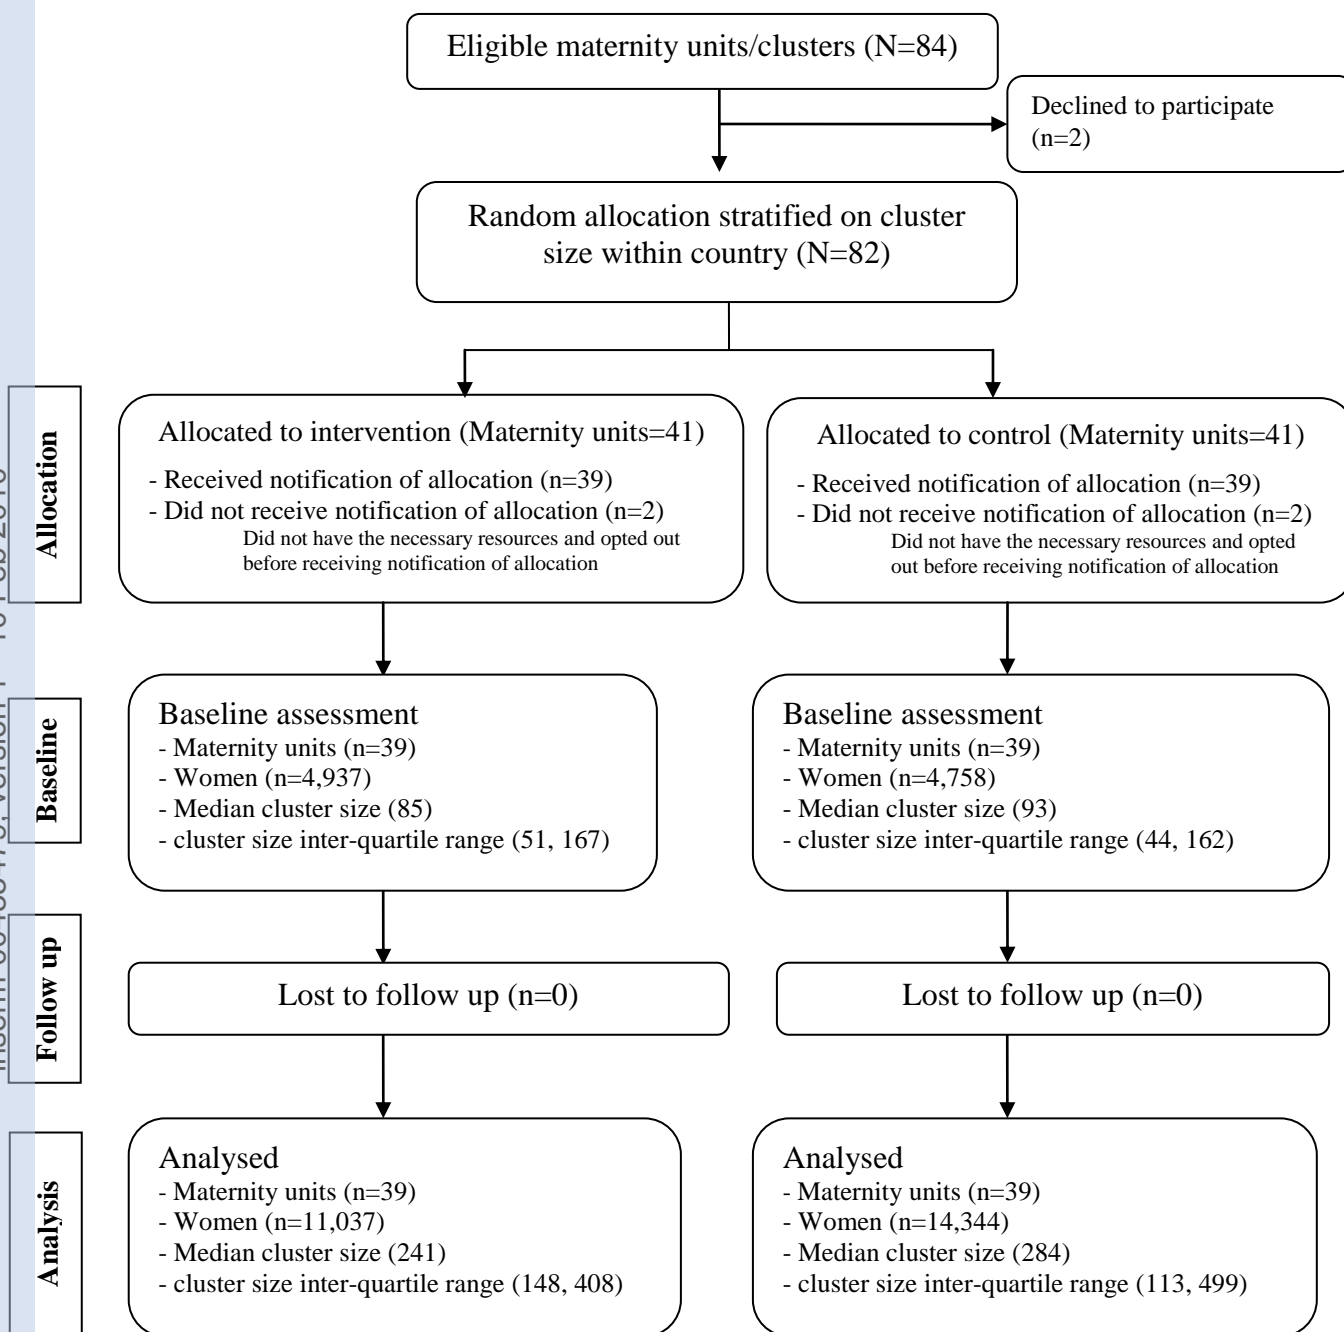 Eligible maternity units/clusters (N=84)
Declined to participate
(n=2)
Random allocation stratified on cluster
size within country (N=82)
Allocation
Allocated to intervention (Maternity units=41)
- Received notification of allocation (n=39)
- Did not receive notification of allocation (n=2)
Did not have the necessary resources and opted out
before receiving notification of allocation
Allocated to control (Maternity units=41)
- Received notification of allocation (n=39)
- Did not receive notification of allocation (n=2)
Did not have the necessary resources and opted
out before receiving notification of allocation
Baseline
Baseline assessment
- Maternity units (n=39)
- Women (n=4,937)
- Median cluster size (85)
- cluster size inter-quartile range (51, 167)
Baseline assessment
- Maternity units (n=39)
- Women (n=4,758)
- Median cluster size (93)
- cluster size inter-quartile range (44, 162)
Follow up
Lost to follow up (n=0)
Lost to follow up (n=0)
Analysis
Analysed
- Maternity units (n=39)
- Women (n=11,037)
- Median cluster size (241)
- cluster size inter-quartile range (148, 408)
Analysed
- Maternity units (n=39)
- Women (n=14,344)
- Median cluster size (284)
- cluster size inter-quartile range (113, 499)